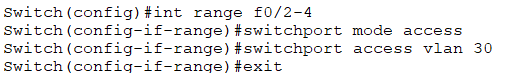 Switch(config)#int range f0/2-4
Switch(config-if-range)#switchport mode access
Switch(config-if-range)#switchport access vlan 30
Switch(config-if-range)#exit